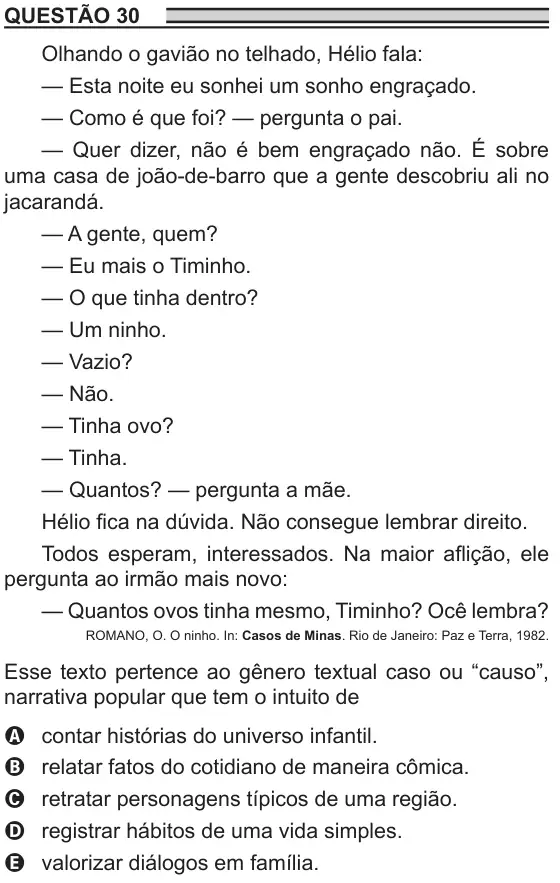 QUESTÃO 30
Olhando o gavião no telhado, Hélio fala:
— Esta noite eu sonhei um sonho engraçado.
— Como é que foi? — pergunta o pai.
— Quer dizer, não é bem engraçado não. É sobre
uma casa de joão-de-barro que a gente descobriu ali no
jacarandá.
— A gente, quem?
— Eu mais o Timinho.
— O que tinha dentro?
— Um ninho.
— Vazio?
— Não.
— Tinha ovo?
— Tinha.
— Quantos? — pergunta a mãe.
Hélio fica na dúvida. Não consegue lembrar direito.
Todos esperam, interessados. Na maior aflição, ele
pergunta ao irmão mais novo:
— Quantos ovos tinha mesmo, Timinho? Ocê lembra?
ROMANO, O. O ninho. In: Casos de Minas. Rio de Janeiro: Paz e Terra, 1982.
Esse texto pertence ao gênero textual caso ou “causo”,
narrativa popular que tem o intuito de
A contar histórias do universo infantil.
B relatar fatos do cotidiano de maneira cômica.
C retratar personagens típicos de uma região.
D registrar hábitos de uma vida simples.
E valorizar diálogos em família.